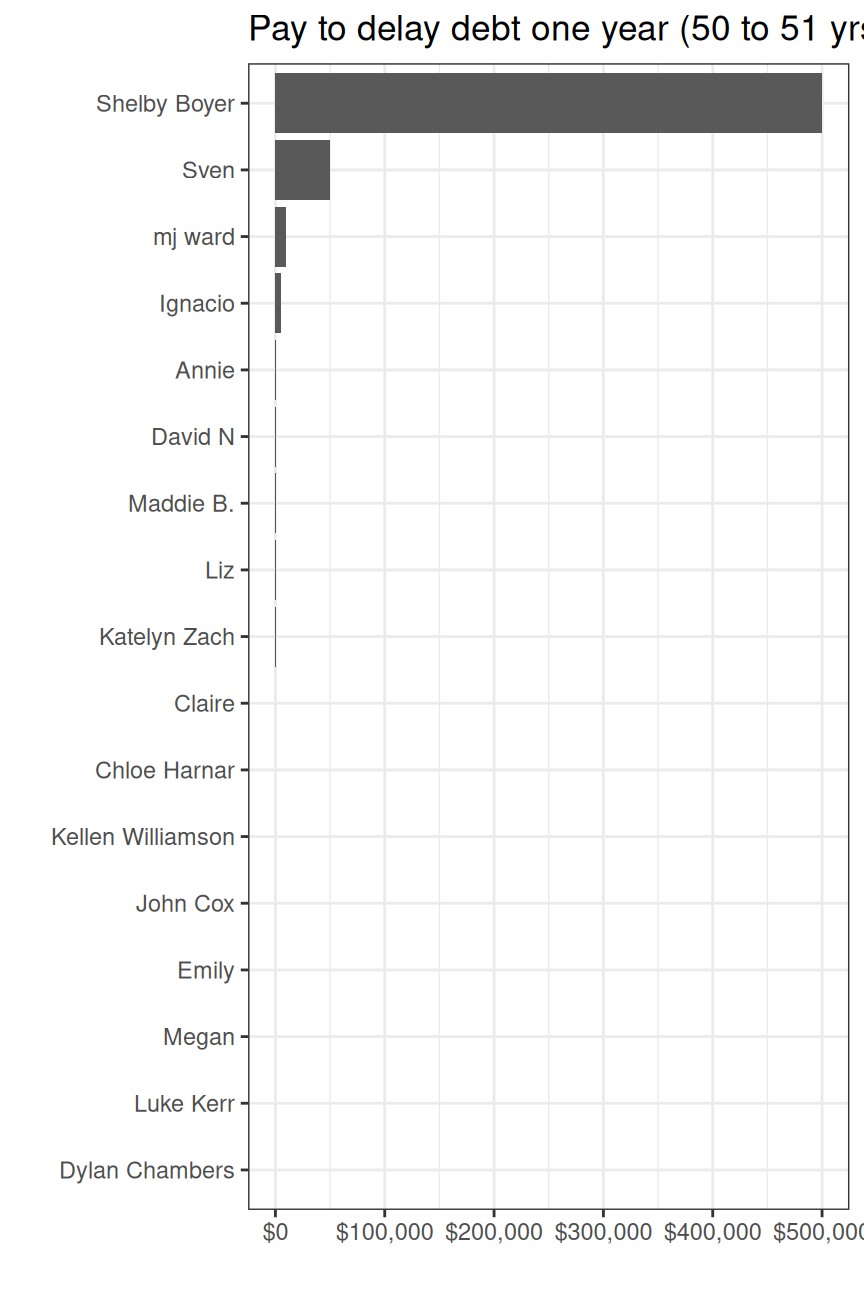 Pay to delay debt one year (50 to 51 yrs
Shelby Boyer
Sven
mj ward
Ignacio
Annie
David N
Maddie B.
Liz
Katelyn Zach
Claire
Chloe Harnar
Kellen Williamson
John Cox
Emily
Megan
Luke Kerr
Dylan Chambers
$0 $100,000 $200,000 $300,000 $400,000 $500,000